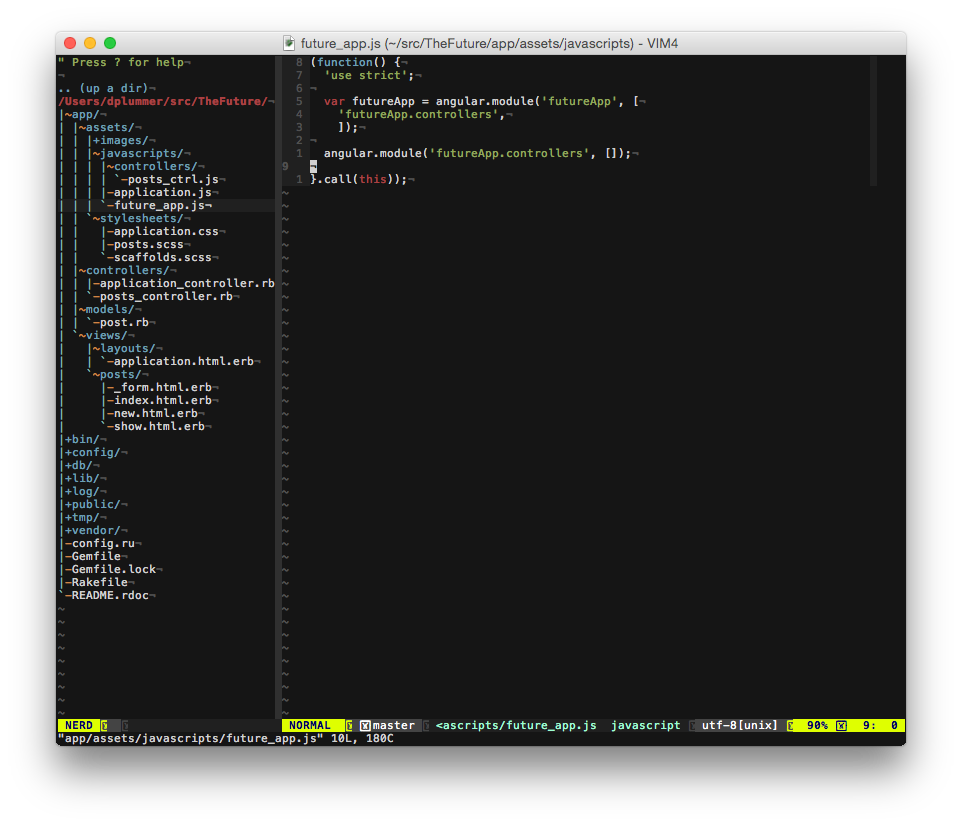 future_app.js (~/src/TheFuture/app/assets/javascripts) - VIM4
" Press ? for help¬
¬
.. (up a dir)¬
/Users/dplummer/src/TheFuture/¬
|~app/¬
| |~assets/¬
| | |+images/¬
| | |~javascripts/¬
| | | |~controllers/¬
| | | | `-posts_ctrl.js¬
| | | |-application.js¬
| | | `-future_app.js¬
| | `~stylesheets/¬
| |   |-application.css¬
| |   |-posts.scss¬
| |   `-scaffolds.scss¬
| |~controllers/¬
| | |-application_controller.rb
| | `-posts_controller.rb¬
| |~models/¬
| | `-post.rb¬
| `~views/¬
|   |~layouts/¬
|   | `-application.html.erb¬
|   `~posts/¬
|     |-_form.html.erb¬
|     |-index.html.erb¬
|     |-new.html.erb¬
|     `-show.html.erb¬
|+bin/¬
|+config/¬
|+db/¬
|+lib/¬
|+log/¬
|+public/¬
|+tmp/¬
|+vendor/¬
|-config.ru¬
|-Gemfile¬
|-Gemfile.lock¬
|-Rakefile¬
`-README.rdoc¬
8 (function() {¬
7   'use strict';¬
6 ¬
5   var futureApp = angular.module('futureApp', [¬
4     'futureApp.controllers',¬
3     ]);¬
2 ¬
1   angular.module('futureApp.controllers', []);¬
9 ¬
1 }.call(this));¬
NERD
NORMAL master <ascripts/future_app.js javascript utf-8[unix] 90% 9: 0
"app/assets/javascripts/future_app.js" 10L, 180C